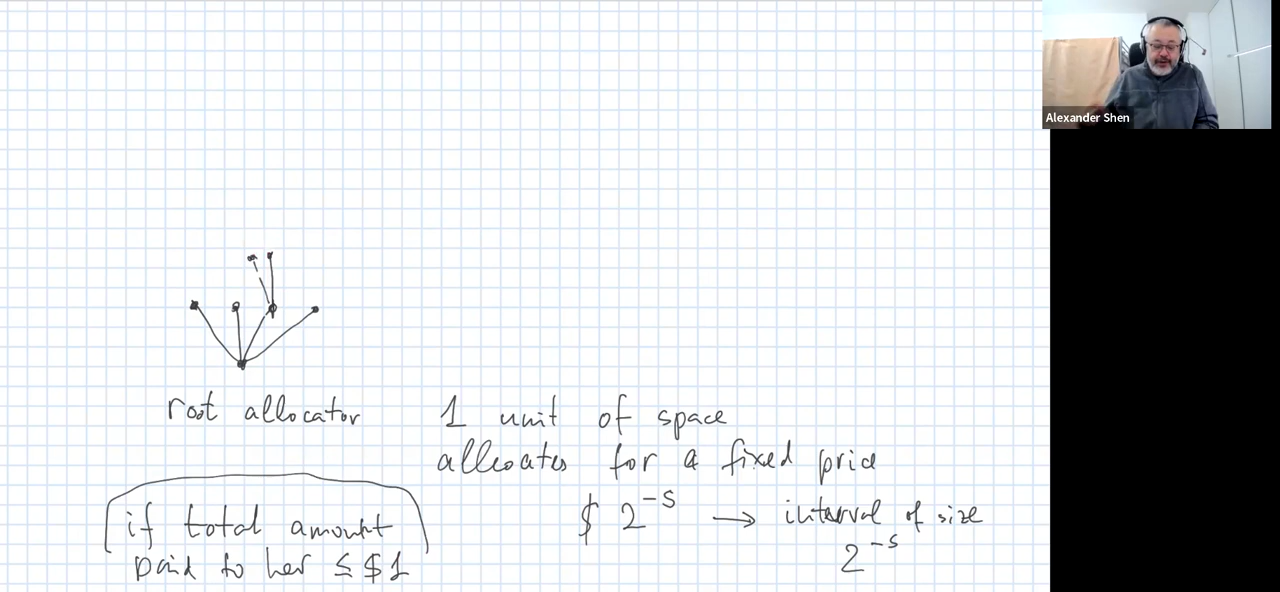 Alexander Shen
root allocator
1 unit of space
allocates for a fixed price
$ 2^-s → interval of size
2^-s
if total amount
paid to her ≤ $1